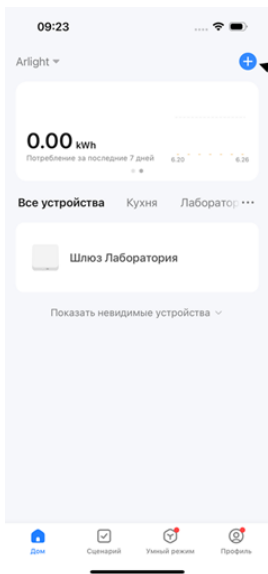 09:23
Arlight
0.00 kWh
Потребление за последние 7 дней
6.20 6.26
Все устройства Кухня Лаборатор
Шлюз Лаборатория
Показать невидимые устройства
Дом Сценарий Умный режим Профиль